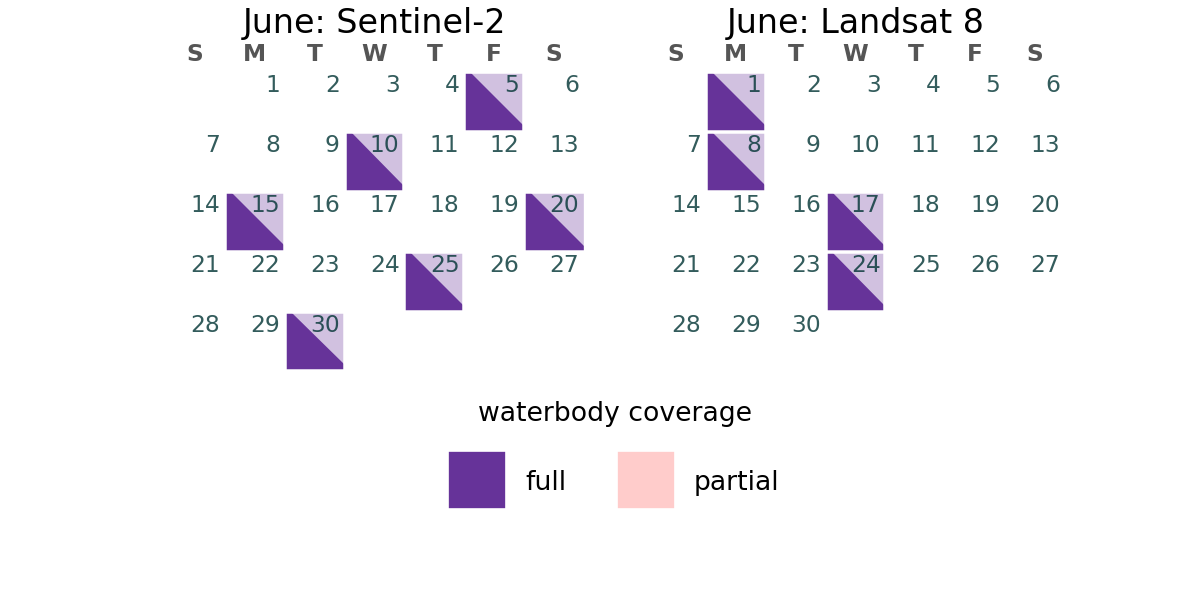 June: Sentinel-2
S M T W T F S
1 2 3 4 5 6
7 8 9 10 11 12 13
14 15 16 17 18 19 20
21 22 23 24 25 26 27
28 29 30
June: Landsat 8
S M T W T F S
1 2 3 4 5 6
7 8 9 10 11 12 13
14 15 16 17 18 19 20
21 22 23 24 25 26 27
28 29 30
waterbody coverage
full partial